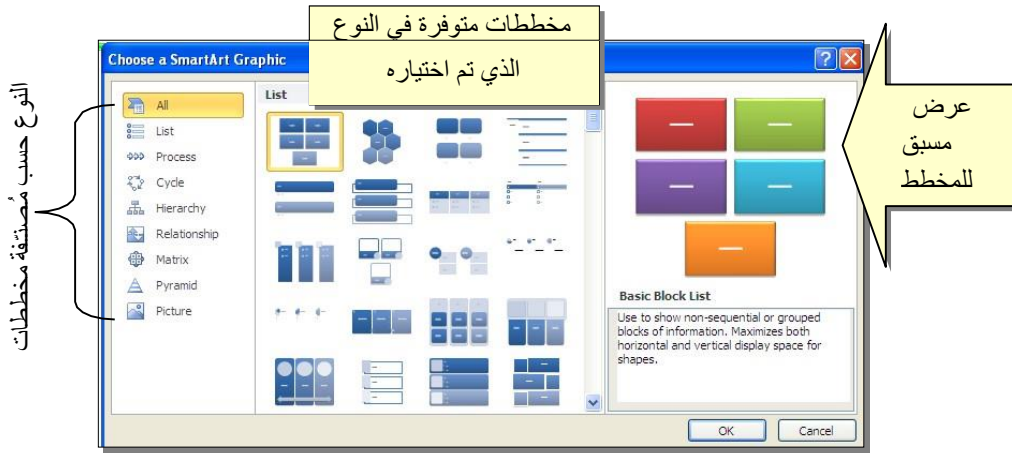 مخططات متوفرة في النوع
الذي تم اختياره
Choose a SmartArt Graphic
عرض
مسبق
للمخطط
مخططات مُصنّفة حسب النوع
All
List
Process
Cycle
Hierarchy
Relationship
Matrix
Pyramid
Picture
List
Basic Block List
Use to show non-sequential or grouped
blocks of information. Maximizes both
horizontal and vertical display space for
shapes.
OK
Cancel